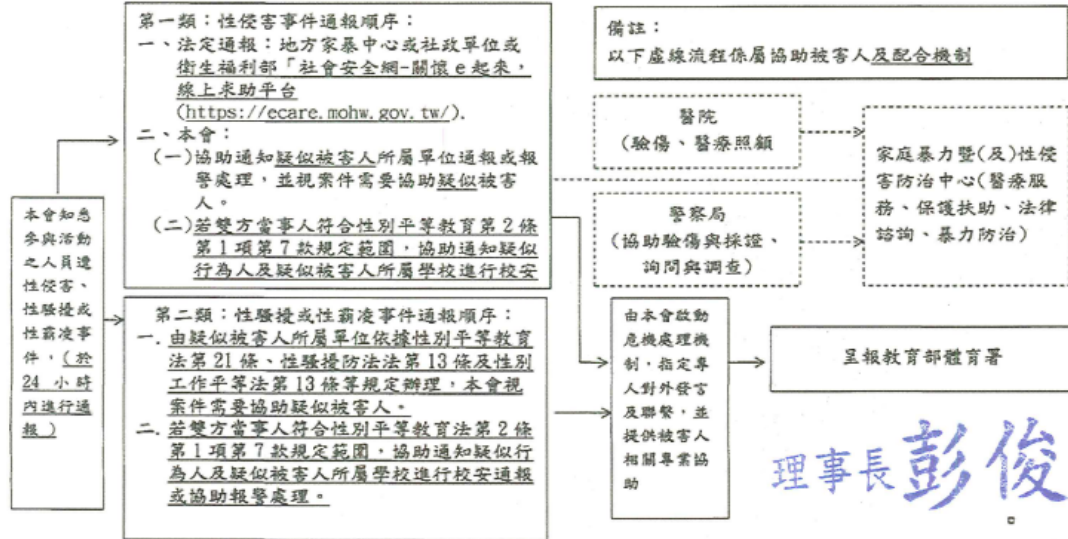 本會知悉
參與活動
之人員遭
性侵害、
性騷擾或
性霸凌事
件，(於
24 小時
內進行通
報)
第一類：性侵害事件通報順序：
一、法定通報：地方家暴中心或社政單位或
衛生福利部「社會安全網-關懷 e 起來，
線上求助平台
(https://ecare.mohw.gov.tw/).
二、本會：
(一)協助通知疑似被害人所屬單位通報或報
警處理，並視案件需要協助疑似被害
人。
(二)若雙方當事人符合性別平等教育第 2 條
第 1 項第 7 款規定範圍，協助通知疑似
行為人及疑似被害人所屬學校進行校安
第二類：性騷擾或性霸凌事件通報順序：
一. 由疑似被害人所屬單位依據性別平等教育
法第 21 條、性騷擾防法法第 13 條及性別
工作平等法第 13 條等規定辦理，本會視
案件需要協助疑似被害人。
二. 若雙方當事人符合性別平等教育法第 2 條
第 1 項第 7 款規定範圍，協助通知疑似行
為人及疑似被害人所屬學校進行校安通報
或協助報警處理。
備註：
以下虛線流程係屬協助被害人及配合機制
醫院
(驗傷、醫療照顧
警察局
(協助驗傷與採證、
詢問與調查)
家庭暴力暨(及)性侵
害防治中心(醫療服
務、保護扶助、法律
諮詢、暴力防治)
由本會啟動
危機處理機
制，指定專
人對外發言
及聯繫，並
提供被害人
相關專業協
助
呈報教育部體育署
理事長彭俊